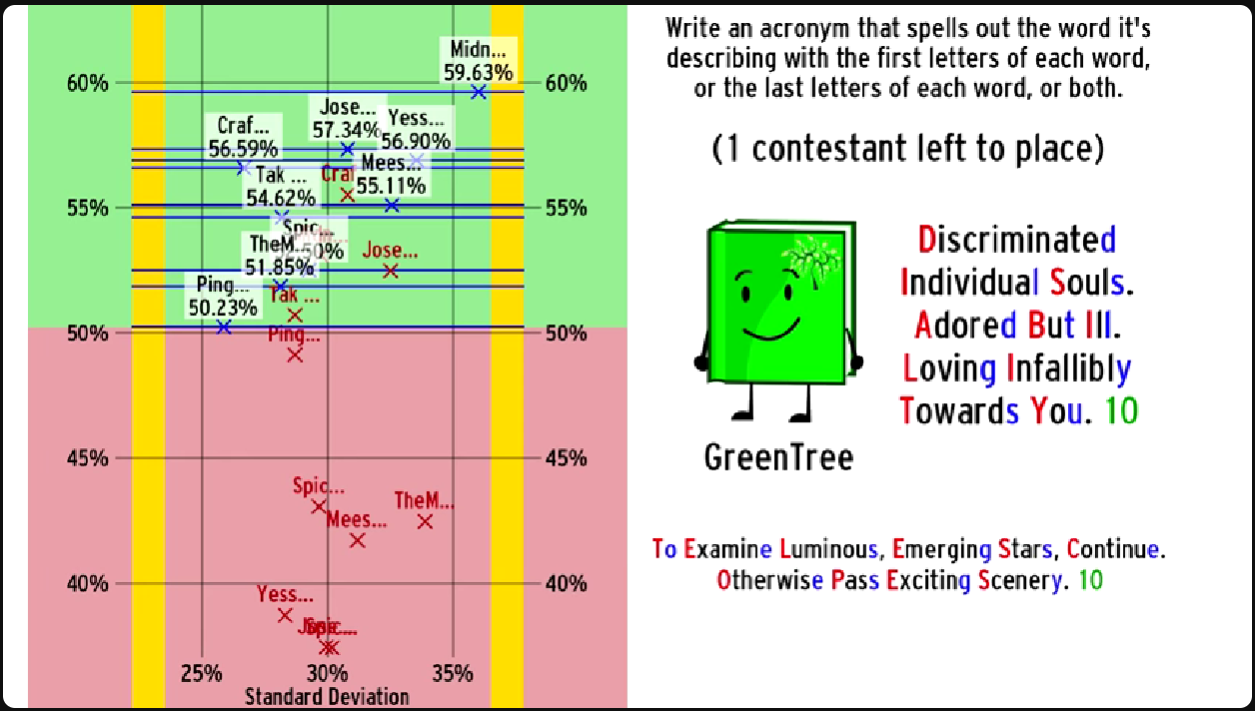 Write an acronym that spells out the word it's
describing with the first letters of each word,
or the last letters of each word, or both.
(1 contestant left to place)
Discriminated
Individual Souls.
Adored But Ill.
Loving Infallibly
Towards You. 10
GreenTree
To Examine Luminous, Emerging Stars, Continue.
Otherwise Pass Exciting Scenery. 10
Midn...
59.63%
60%
60%
Jose...
57.34%
Yess...
56.90%
Craf...
56.59%
Mees...
55.11%
Tak ...
54.62%
55%
55%
Spic...
Jose...
TheM...
51.85%
Tak ...
Ping...
50.23%
50%
50%
Ping...
45%
45%
Spic...
TheM...
Mees...
40%
40%
Yess...
25%
30%
35%
Standard Deviation